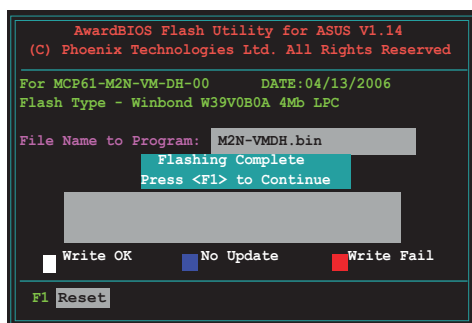 AwardBIOS Flash Utility for ASUS V1.14
(C) Phoenix Technologies Ltd. All Rights Reserved
For MCP61-M2N-VM-DH-00 DATE:04/13/2006
Flash Type - Winbond W39V0B0A 4Mb LPC
File Name to Program: M2N-VMDH.bin
Flashing Complete
Press <F1> to Continue
Write OK No Update Write Fail
F1 Reset